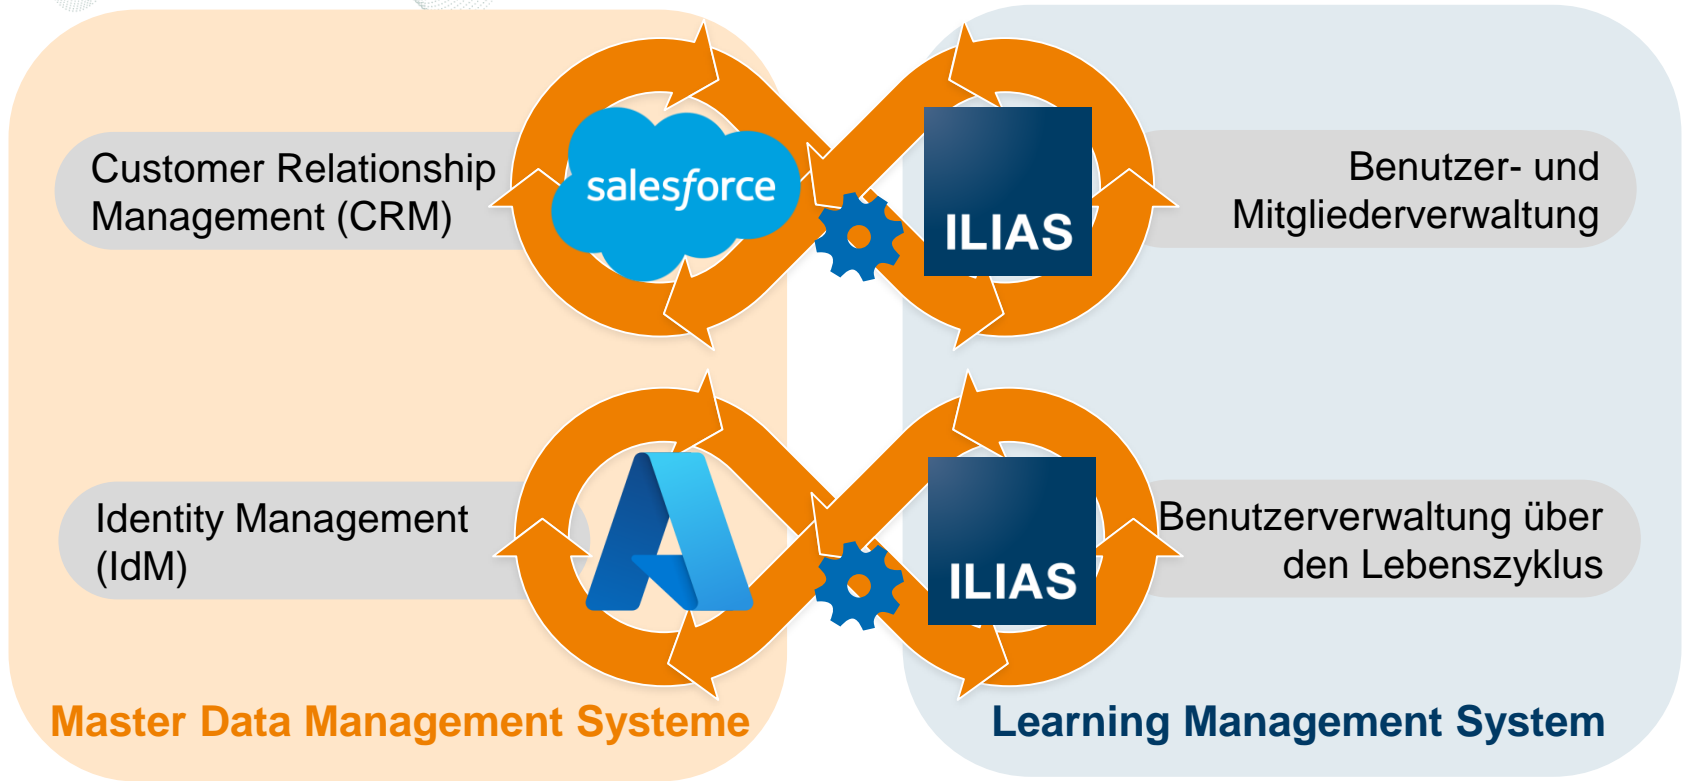 Customer Relationship
Management (CRM)
salesforce
ILIAS
Benutzer- und
Mitgliederverwaltung
Identity Management
(IdM)
ILIAS
Benutzerverwaltung über
den Lebenszyklus
Master Data Management Systeme
Learning Management System